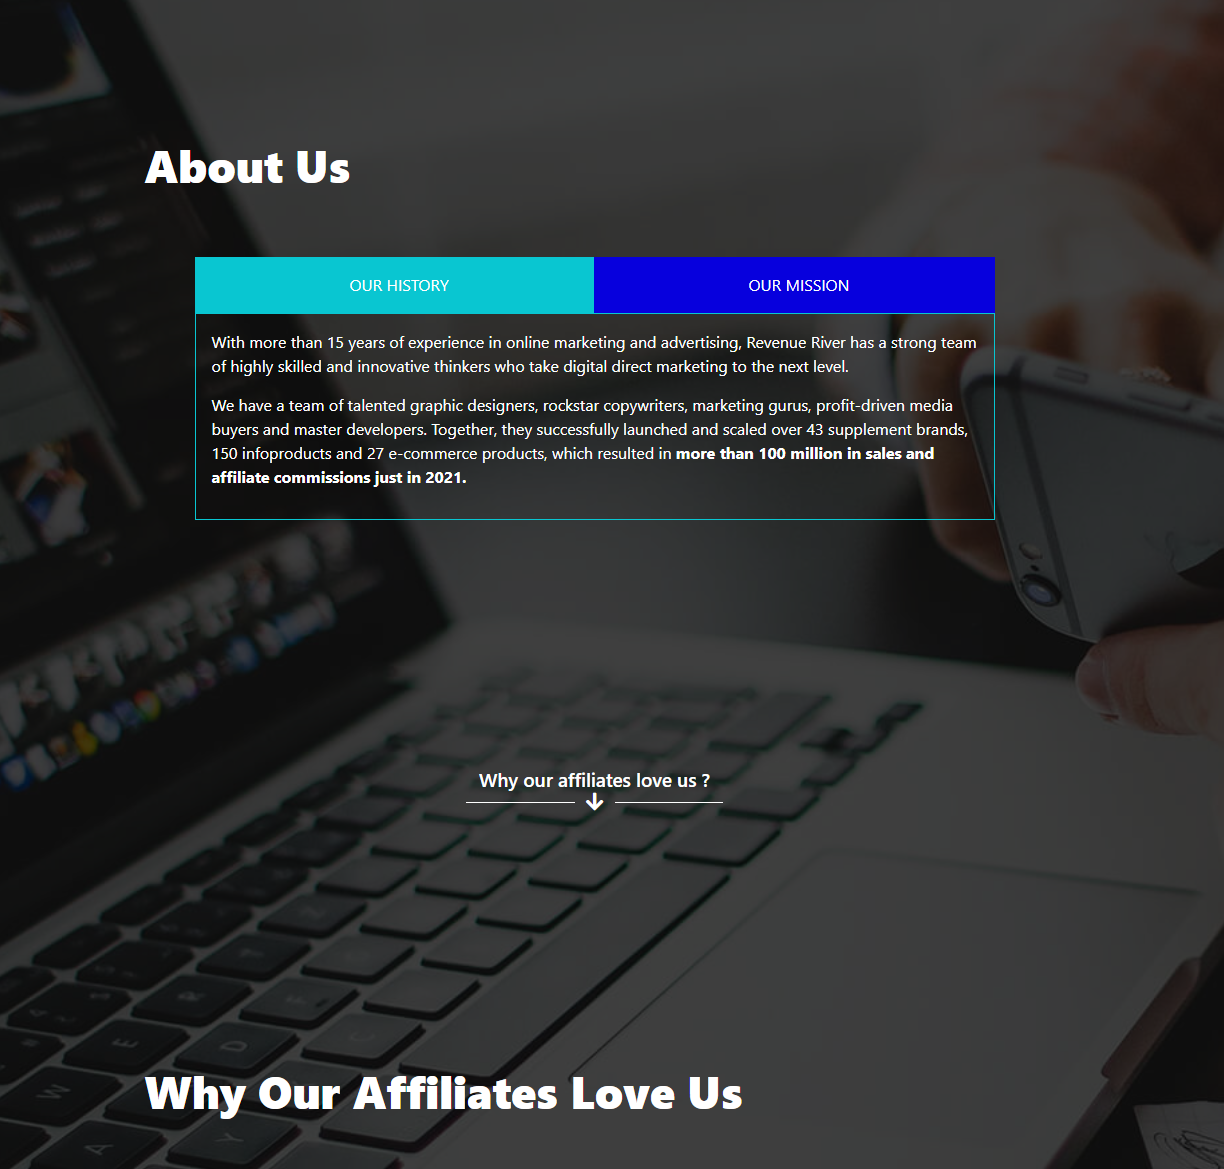 About Us
OUR HISTORY
OUR MISSION
With more than 15 years of experience in online marketing and advertising, Revenue River has a strong team
of highly skilled and innovative thinkers who take digital direct marketing to the next level.
We have a team of talented graphic designers, rockstar copywriters, marketing gurus, profit-driven media
buyers and master developers. Together, they successfully launched and scaled over 43 supplement brands,
150 infoproducts and 27 e-commerce products, which resulted in more than 100 million in sales and
affiliate commissions just in 2021.
Why our affiliates love us ?
Why Our Affiliates Love Us